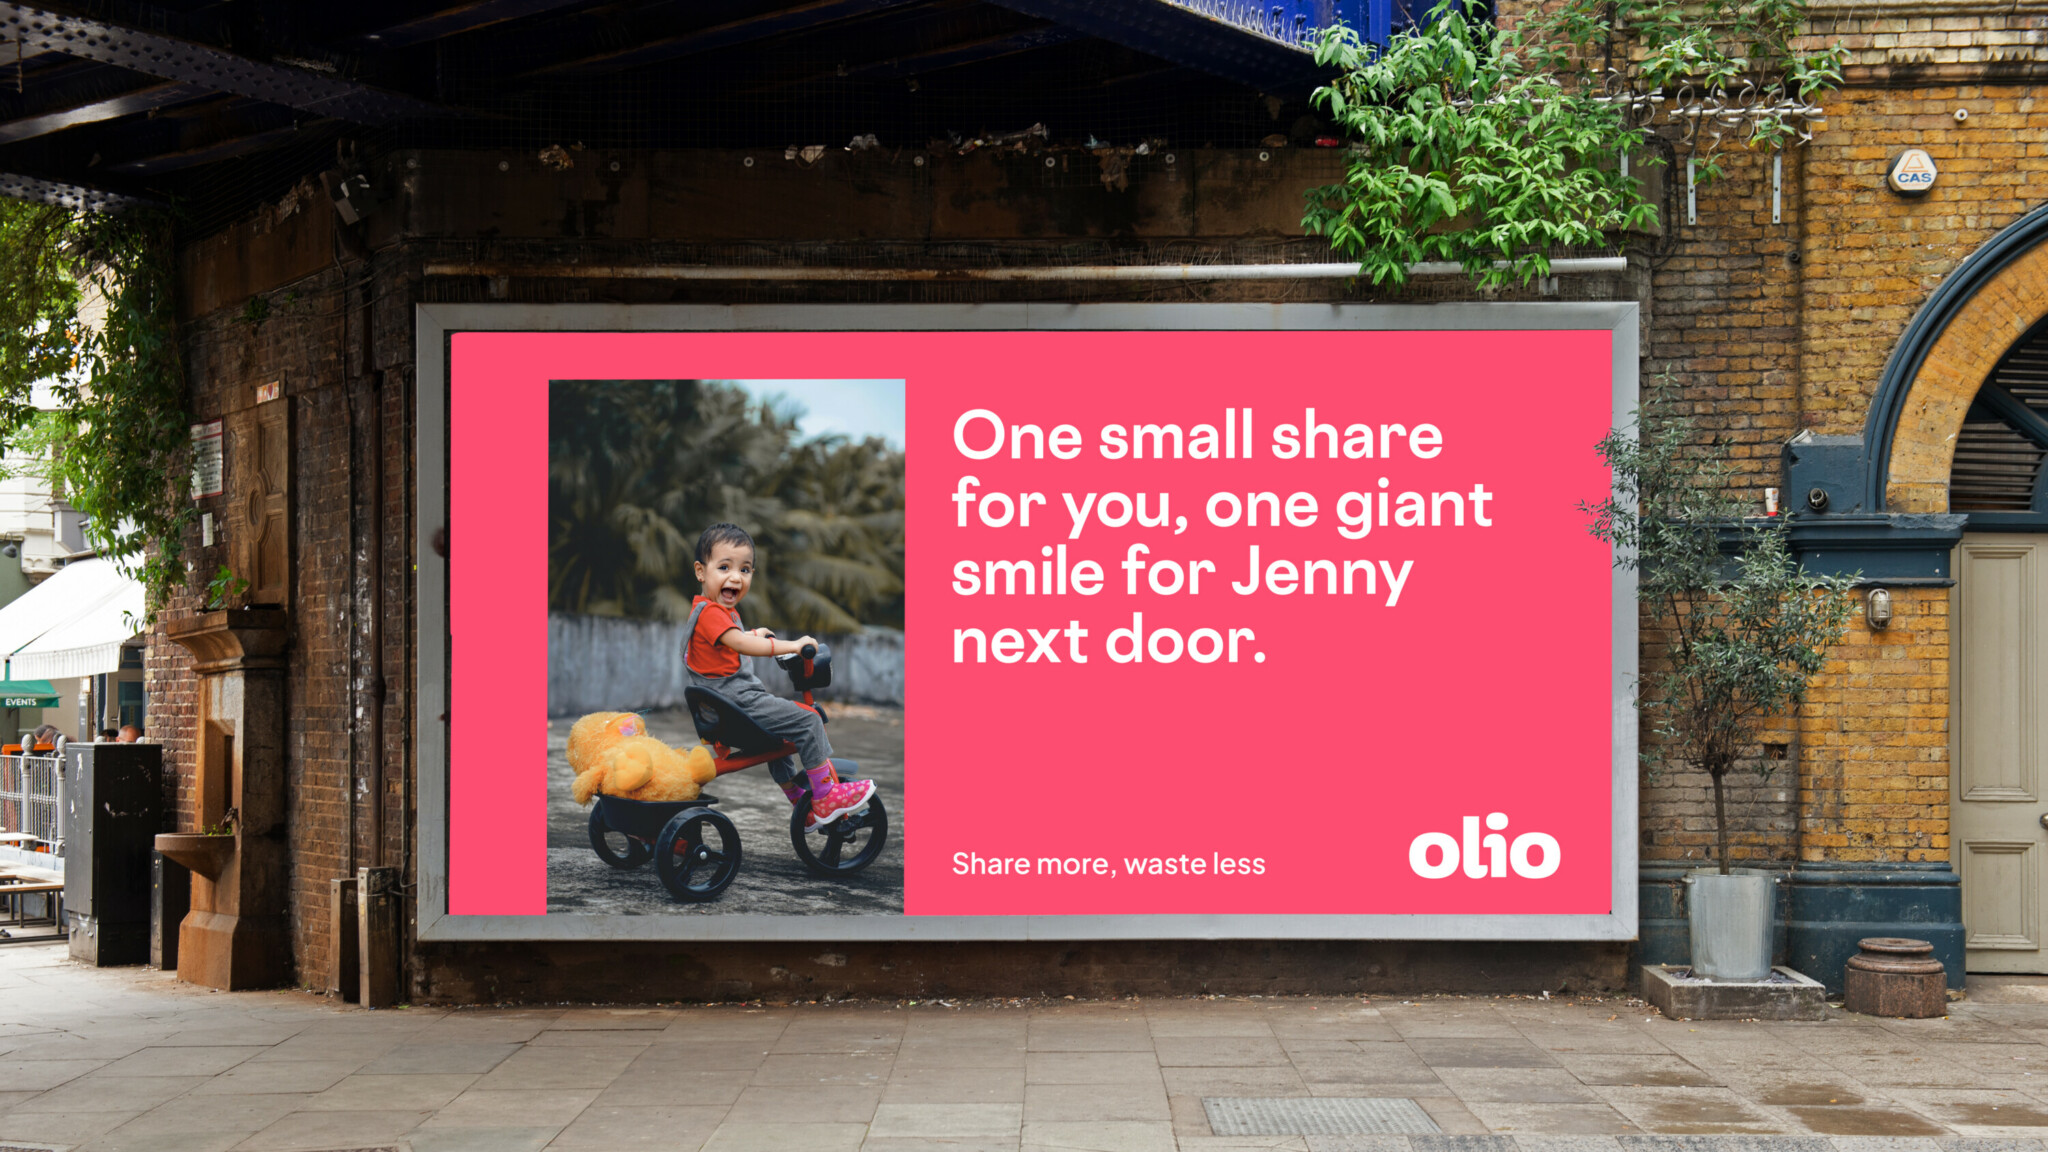 One small share
for you, one giant
smile for Jenny
next door.
Share more, waste less
olio
CAS
EVENTS